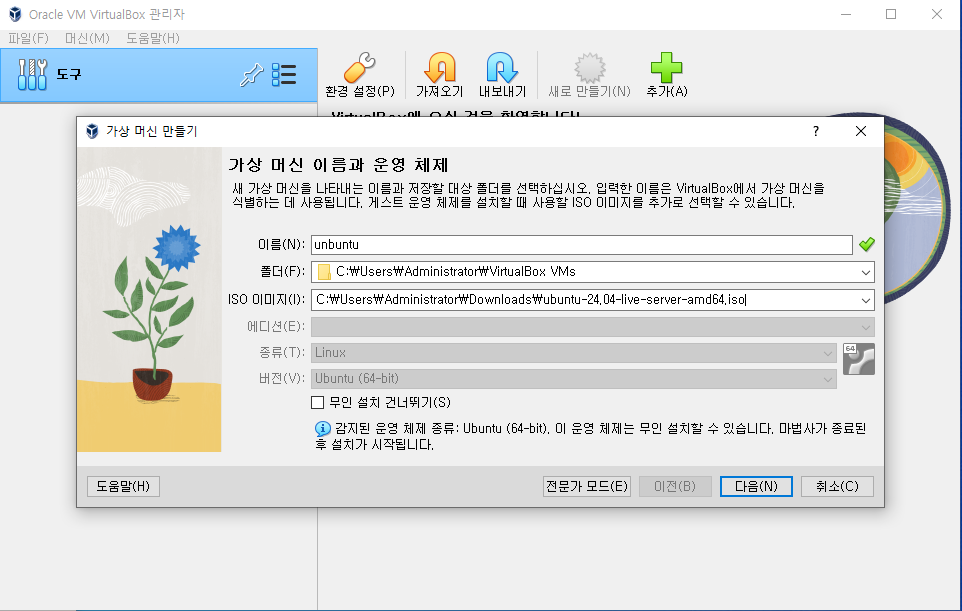 Oracle VM VirtualBox 관리자
파일(F) 머신(M) 도움말(H)
도구
환경 설정(P) 가져오기 내보내기 새로 만들기(N) 추가(A)
VirtualBox에 오신 것을 환영합니다!
가상 머신 만들기
가상 머신 이름과 운영 체제
새 가상 머신을 나타내는 이름과 저장할 대상 폴더를 선택하십시오. 입력한 이름은 VirtualBox에서 가상 머신을
식별하는 데 사용됩니다. 게스트 운영 체제를 설치할 때 사용할 ISO 이미지를 추가로 선택할 수 있습니다.
이름(N): unbuntu
폴더(F): C:₩Users₩Administrator₩VirtualBox VMs
ISO 이미지(I): C:₩Users₩Administrator₩Downloads₩ubuntu-24.04-live-server-amd64.iso
에디션(E):
종류(T): Linux
64
버전(V): Ubuntu (64-bit)
무인 설치 건너뛰기(S)
감지된 운영 체제 종류: Ubuntu (64-bit). 이 운영 체제는 무인 설치할 수 있습니다. 마법사가 종료된
후 설치가 시작됩니다.
도움말(H) 전문가 모드(E) 이전(B) 다음(N) 취소(C)